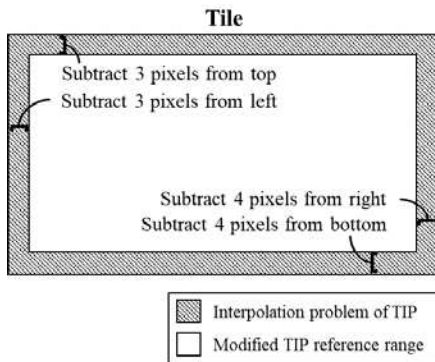 Tile
Subtract 3 pixels from top
Subtract 3 pixels from left
Subtract 4 pixels from right
Subtract 4 pixels from bottom
Interpolation problem of TIP
Modified TIP reference range